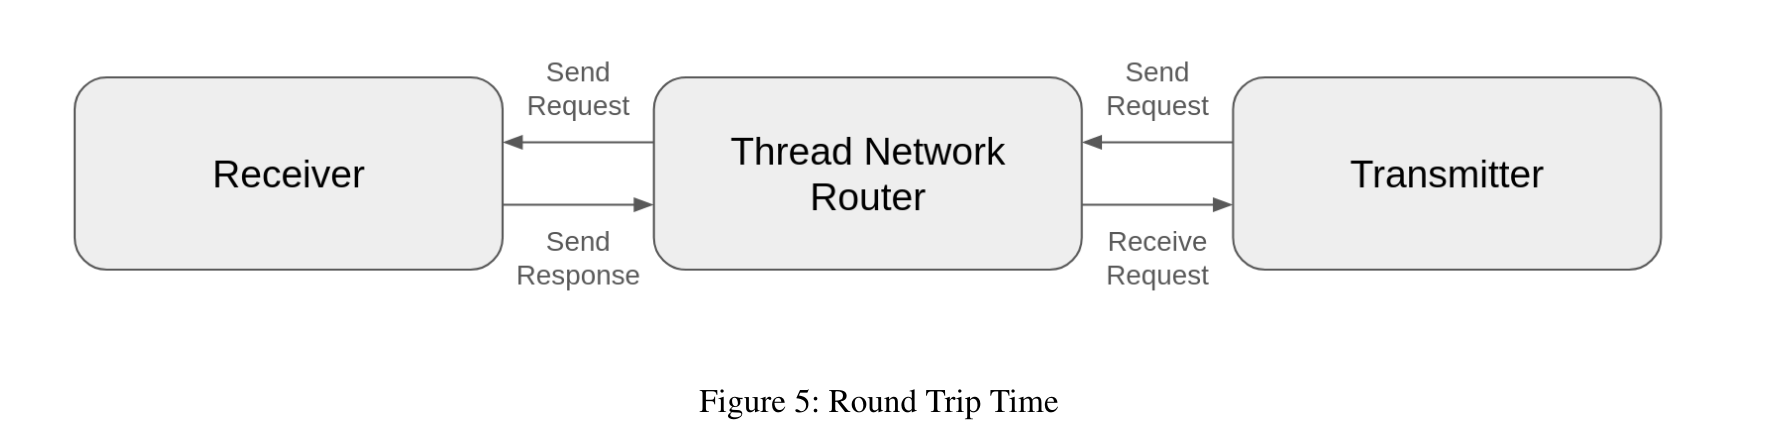 Send
Request
Send
Request
Receiver
Thread Network
Router
Transmitter
Send
Response
Receive
Request
Figure 5: Round Trip Time